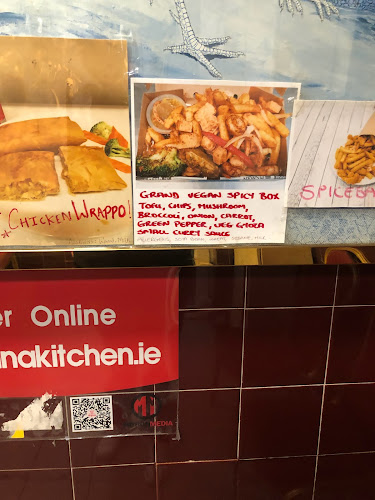 * CHICKEN WRAPPO!
GRAND VEGAN SPICY BOX
TOFU, CHIPS, MUSHROOM,
BROCCOLI, ONION, CARROT,
GREEN PEPPER, VEG GYOZA
SMALL CURRY SAUCE
SPICEBA
er Online
nakitchen.ie
MEDIA